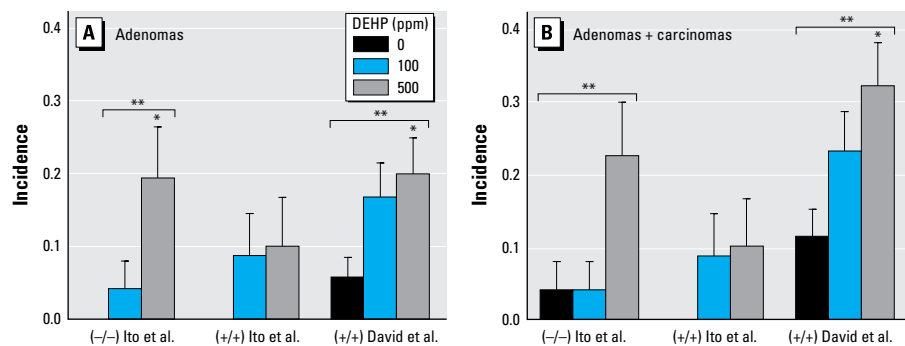 A Adenomas
DEHP (ppm)
0
100
500
Incidence
0.4
0.3
0.2
0.1
0.0
**
*
**
*
(–/–) Ito et al. (+/+) Ito et al. (+/+) David et al.
B Adenomas + carcinomas
Incidence
0.4
0.3
0.2
0.1
0.0
**
**
*
(–/–) Ito et al. (+/+) Ito et al. (+/+) David et al.